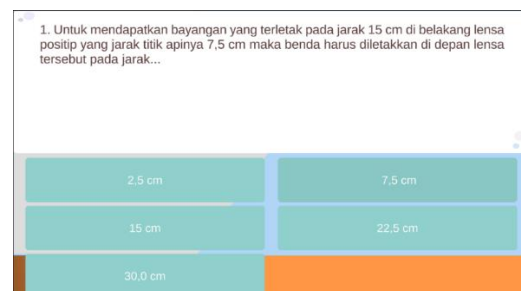 1. Untuk mendapatkan bayangan yang terletak pada jarak 15 cm di belakang lensa
positip yang jarak titik apinya 7,5 cm maka benda harus diletakkan di depan lensa
tersebut pada jarak...
2,5 cm
7,5 cm
15 cm
22,5 cm
30,0 cm